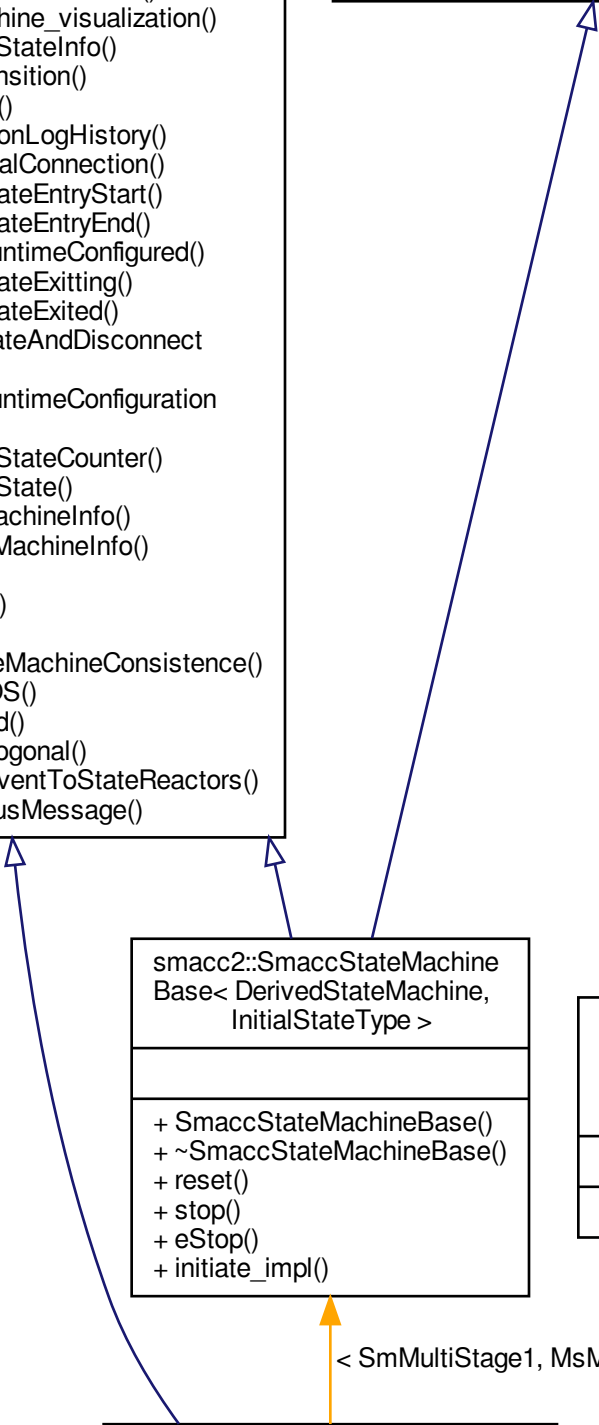 hine_visualization()
StateInfo()
nsition()
()
onLogHistory()
alConnection()
ateEntryStart()
ateEntryEnd()
untimeConfigured()
ateExitting()
ateExited()
ateAndDisconnect
untimeConfiguration
StateCounter()
State()
achineInfo()
MachineInfo()
)
eMachineConsistence()
OS()
d()
ogonal()
ventToStateReactors()
usMessage()
smacc2::SmaccStateMachine
Base< DerivedStateMachine,
InitialStateType >
+ SmaccStateMachineBase()
+ ~SmaccStateMachineBase()
+ reset()
+ stop()
+ eStop()
+ initiate_impl()
< SmMultiStage1, MsM